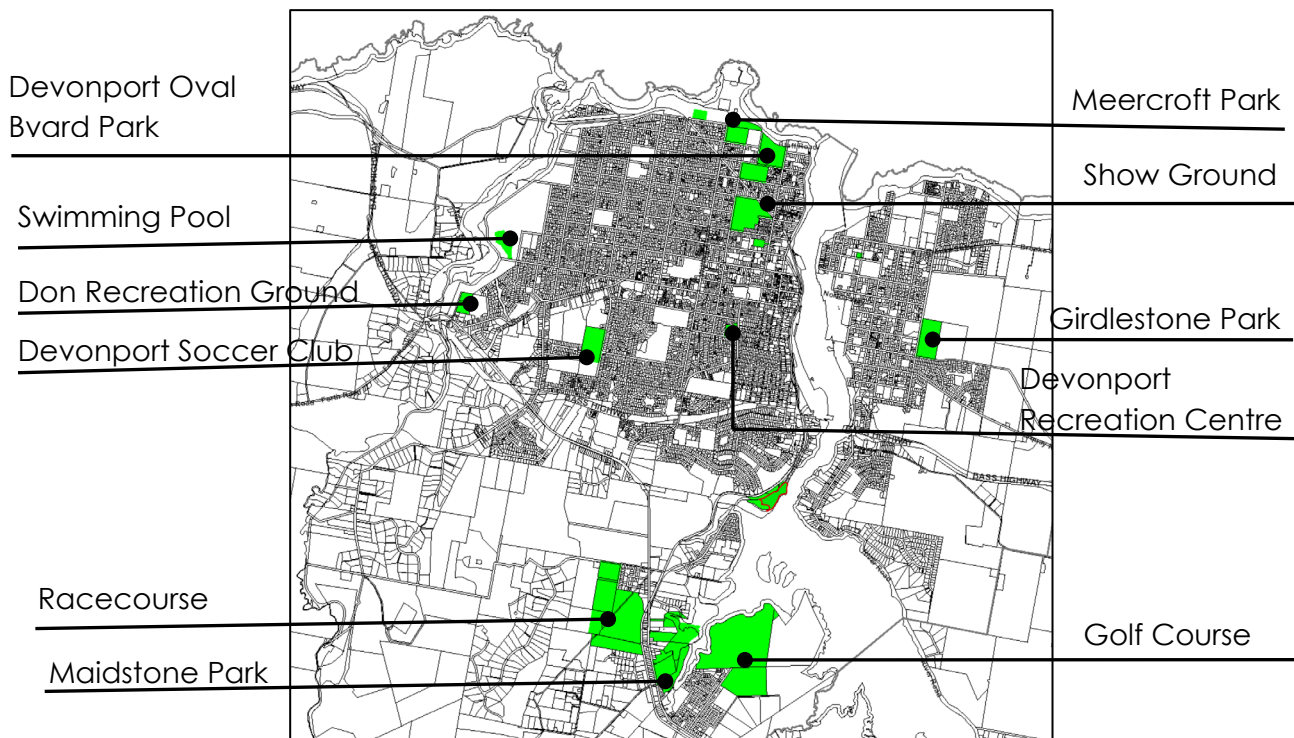 Devonport Oval
Bvard Park
Swimming Pool
Don Recreation Ground
Devonport Soccer Club
Racecourse
Maidstone Park
Meercroft Park
Show Ground
Girdlestone Park
Devonport
Recreation Centre
Golf Course
BASS HIGHWAY